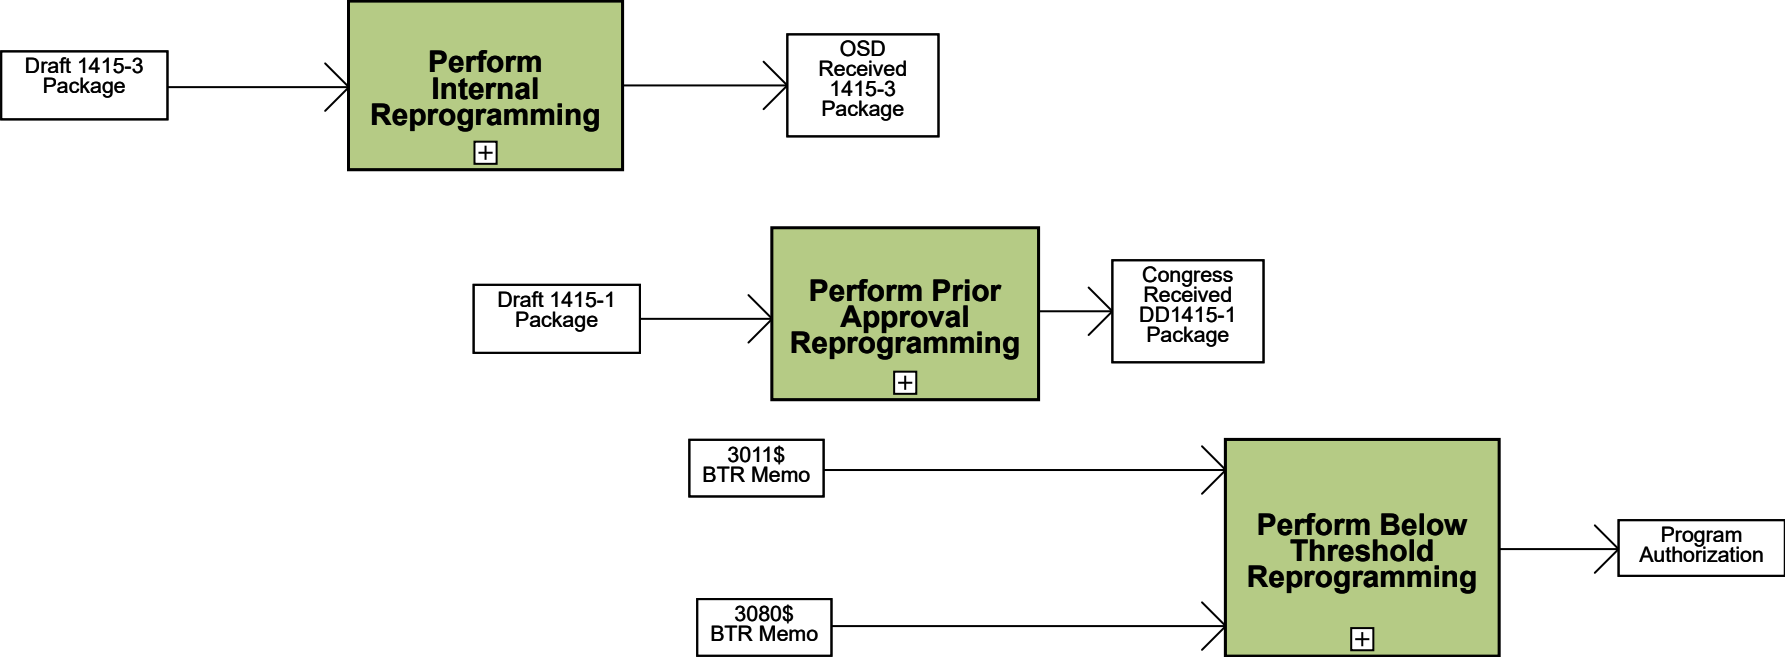 Draft 1415-3
Package
Perform
Internal
Reprogramming
OSD
Received
1415-3
Package
Draft 1415-1
Package
Perform Prior
Approval
Reprogramming
Congress
Received
DD1415-1
Package
3011$
BTR Memo
3080$
BTR Memo
Perform Below
Threshold
Reprogramming
Program
Authorization